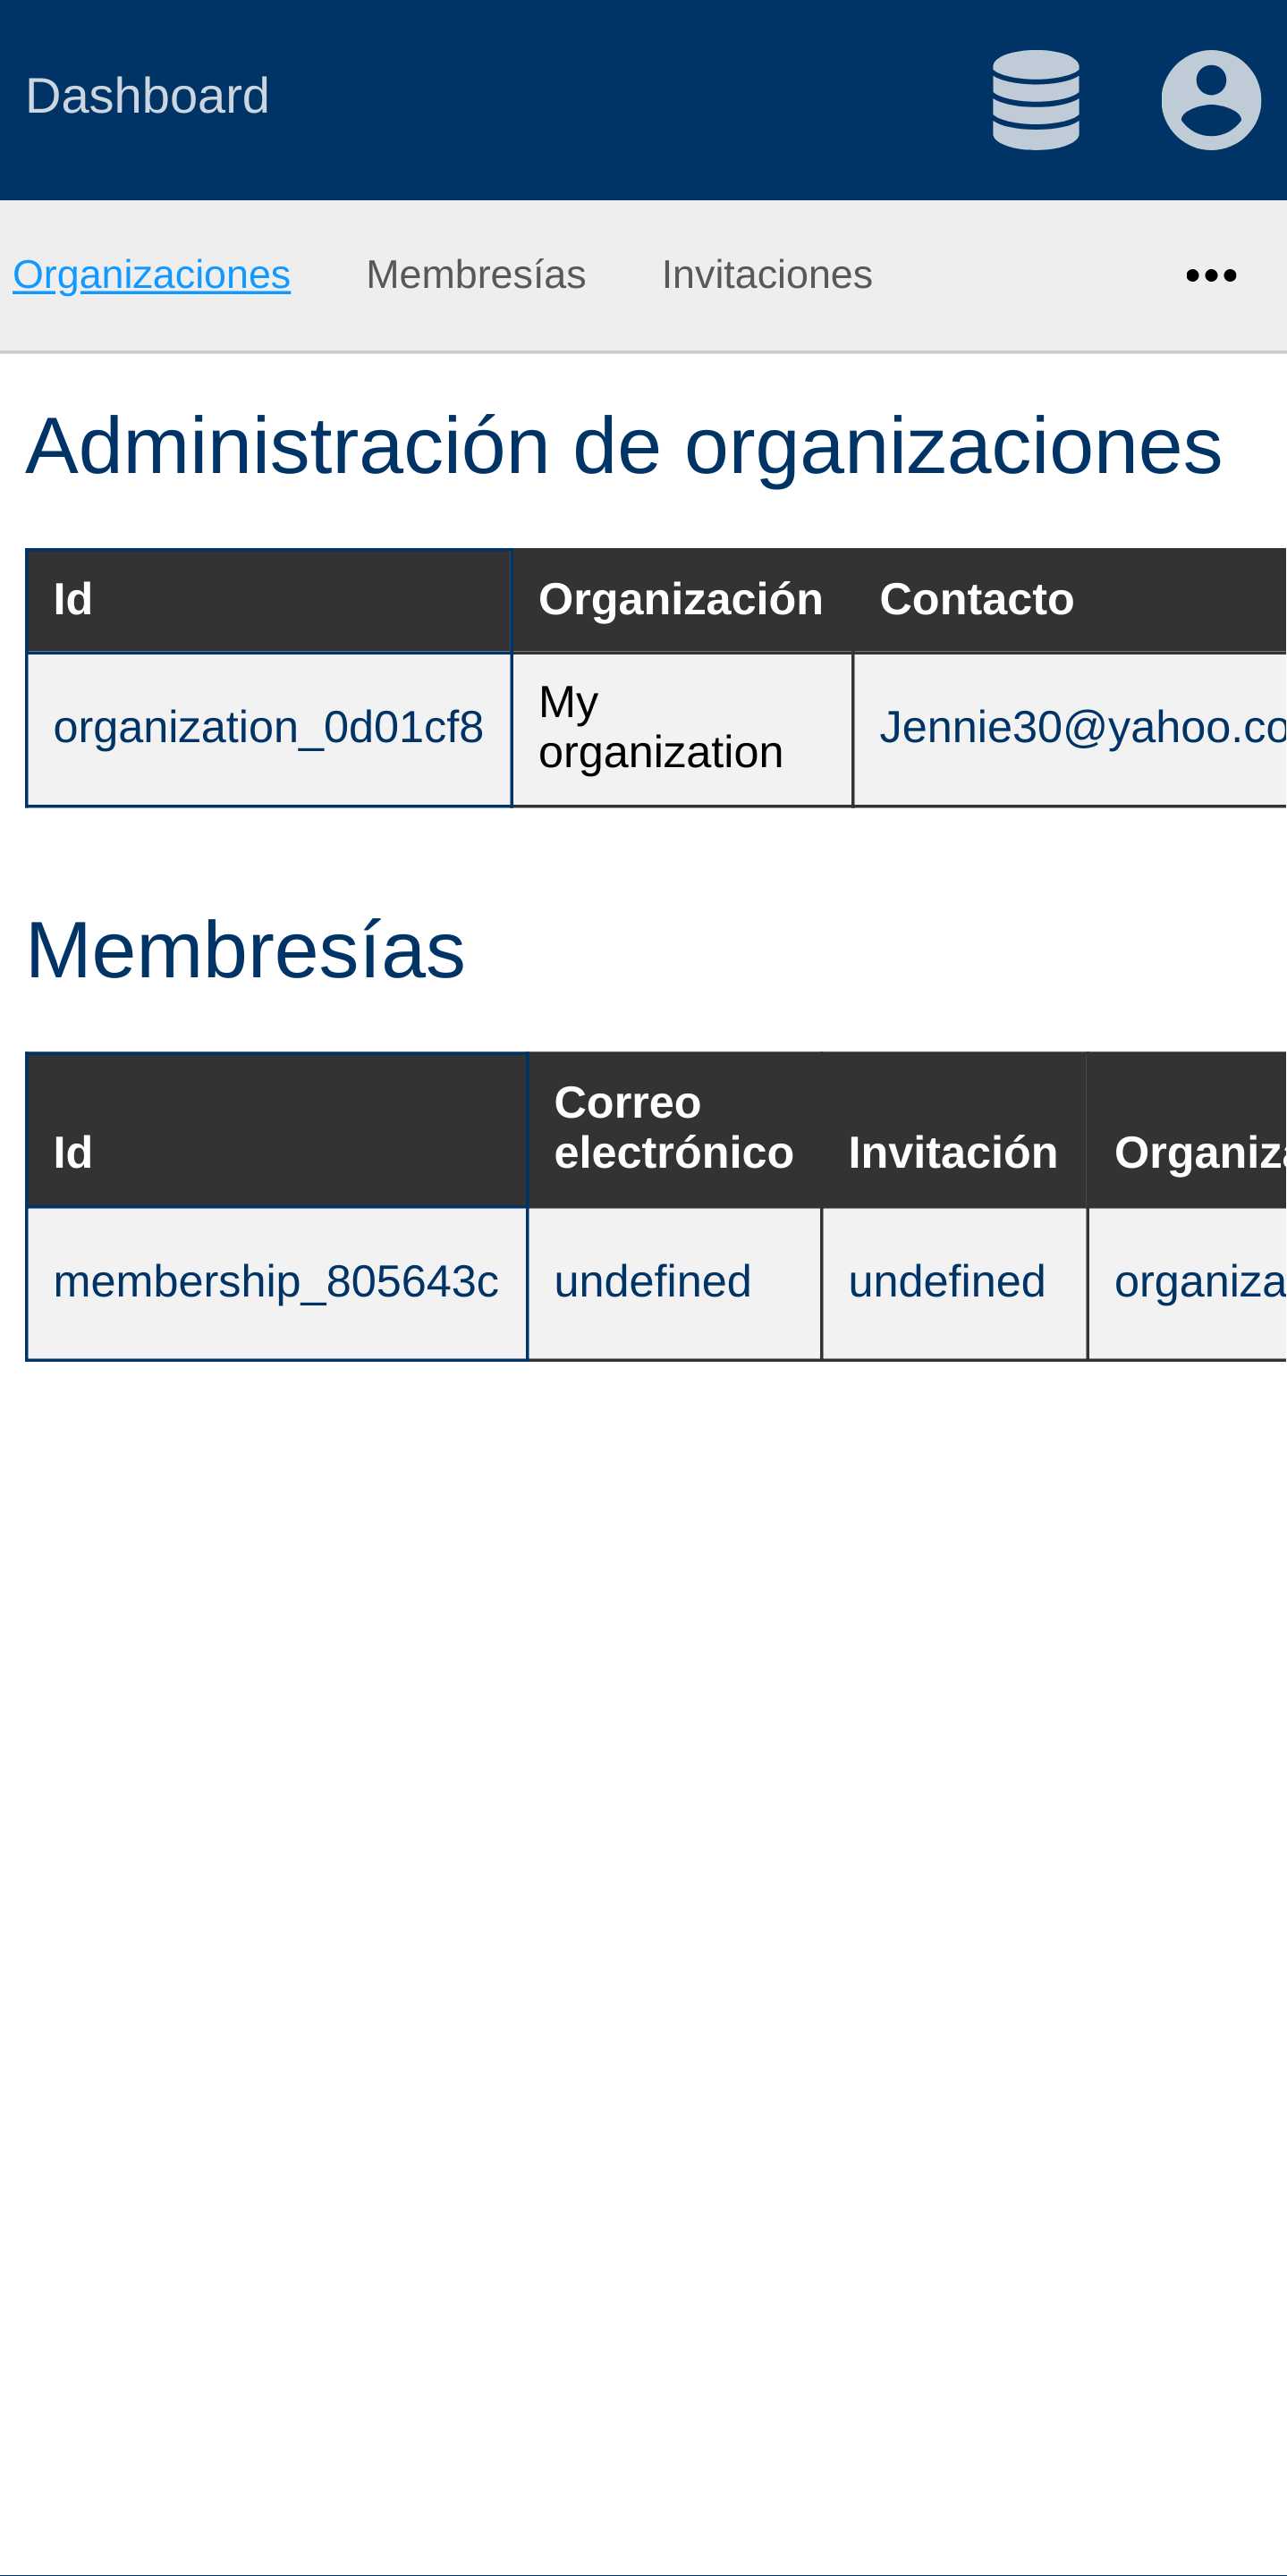 Dashboard
Organizaciones Membresías Invitaciones
Administración de organizaciones
Id Organización Contacto
organization_0d01cf8 My organization Jennie30@yahoo.co
Membresías
Id Correo electrónico Invitación Organiza
membership_805643c undefined undefined organiza